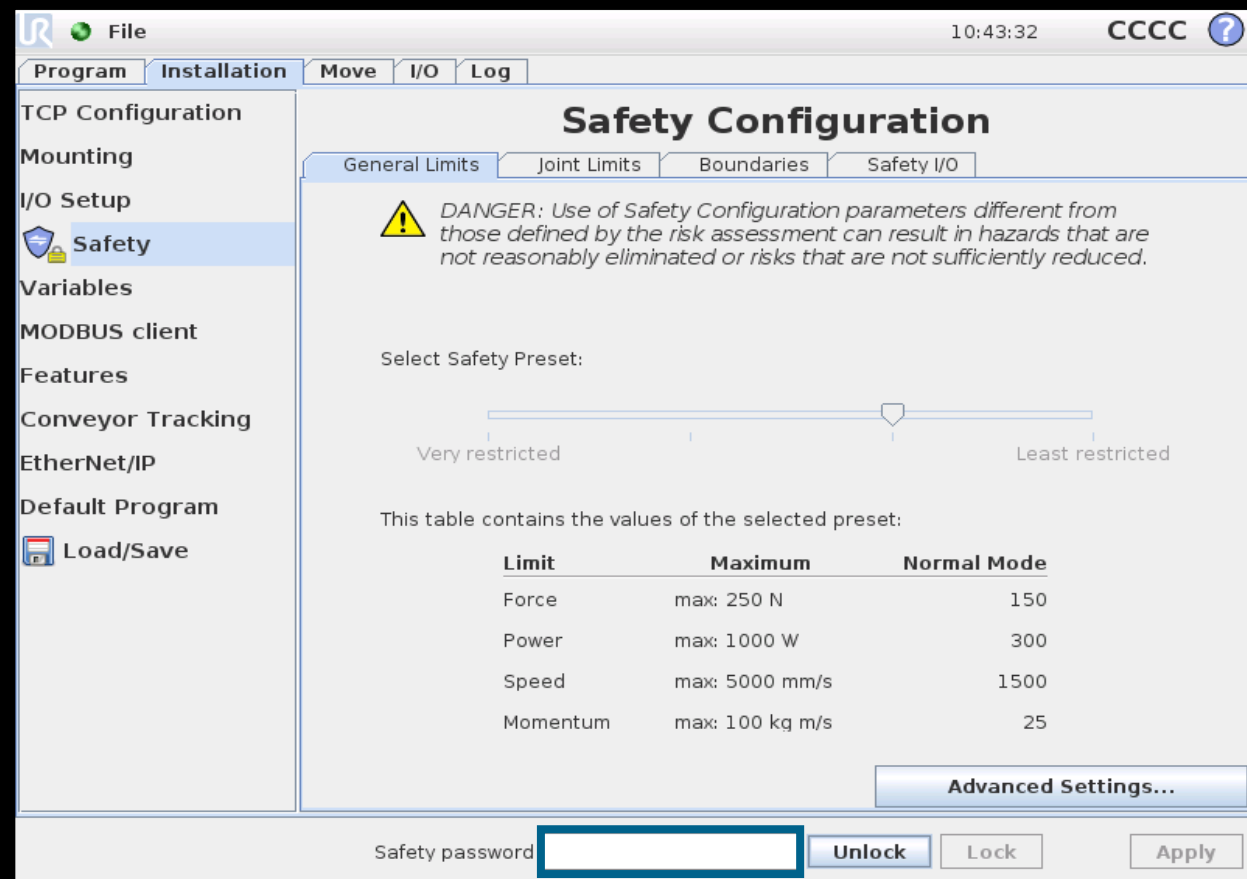 UR File 10:43:32 CCCC ?
Program Installation Move I/O Log
TCP Configuration
Mounting
I/O Setup
Safety
Variables
MODBUS client
Features
Conveyor Tracking
EtherNet/IP
Default Program
Load/Save
Safety Configuration
General Limits Joint Limits Boundaries Safety I/O
DANGER: Use of Safety Configuration parameters different from
those defined by the risk assessment can result in hazards that are
not reasonably eliminated or risks that are not sufficiently reduced.
Select Safety Preset:
Very restricted Least restricted
This table contains the values of the selected preset:
Limit Maximum Normal Mode
Force max: 250 N 150
Power max: 1000 W 300
Speed max: 5000 mm/s 1500
Momentum max: 100 kg m/s 25
Advanced Settings...
Safety password Unlock Lock Apply